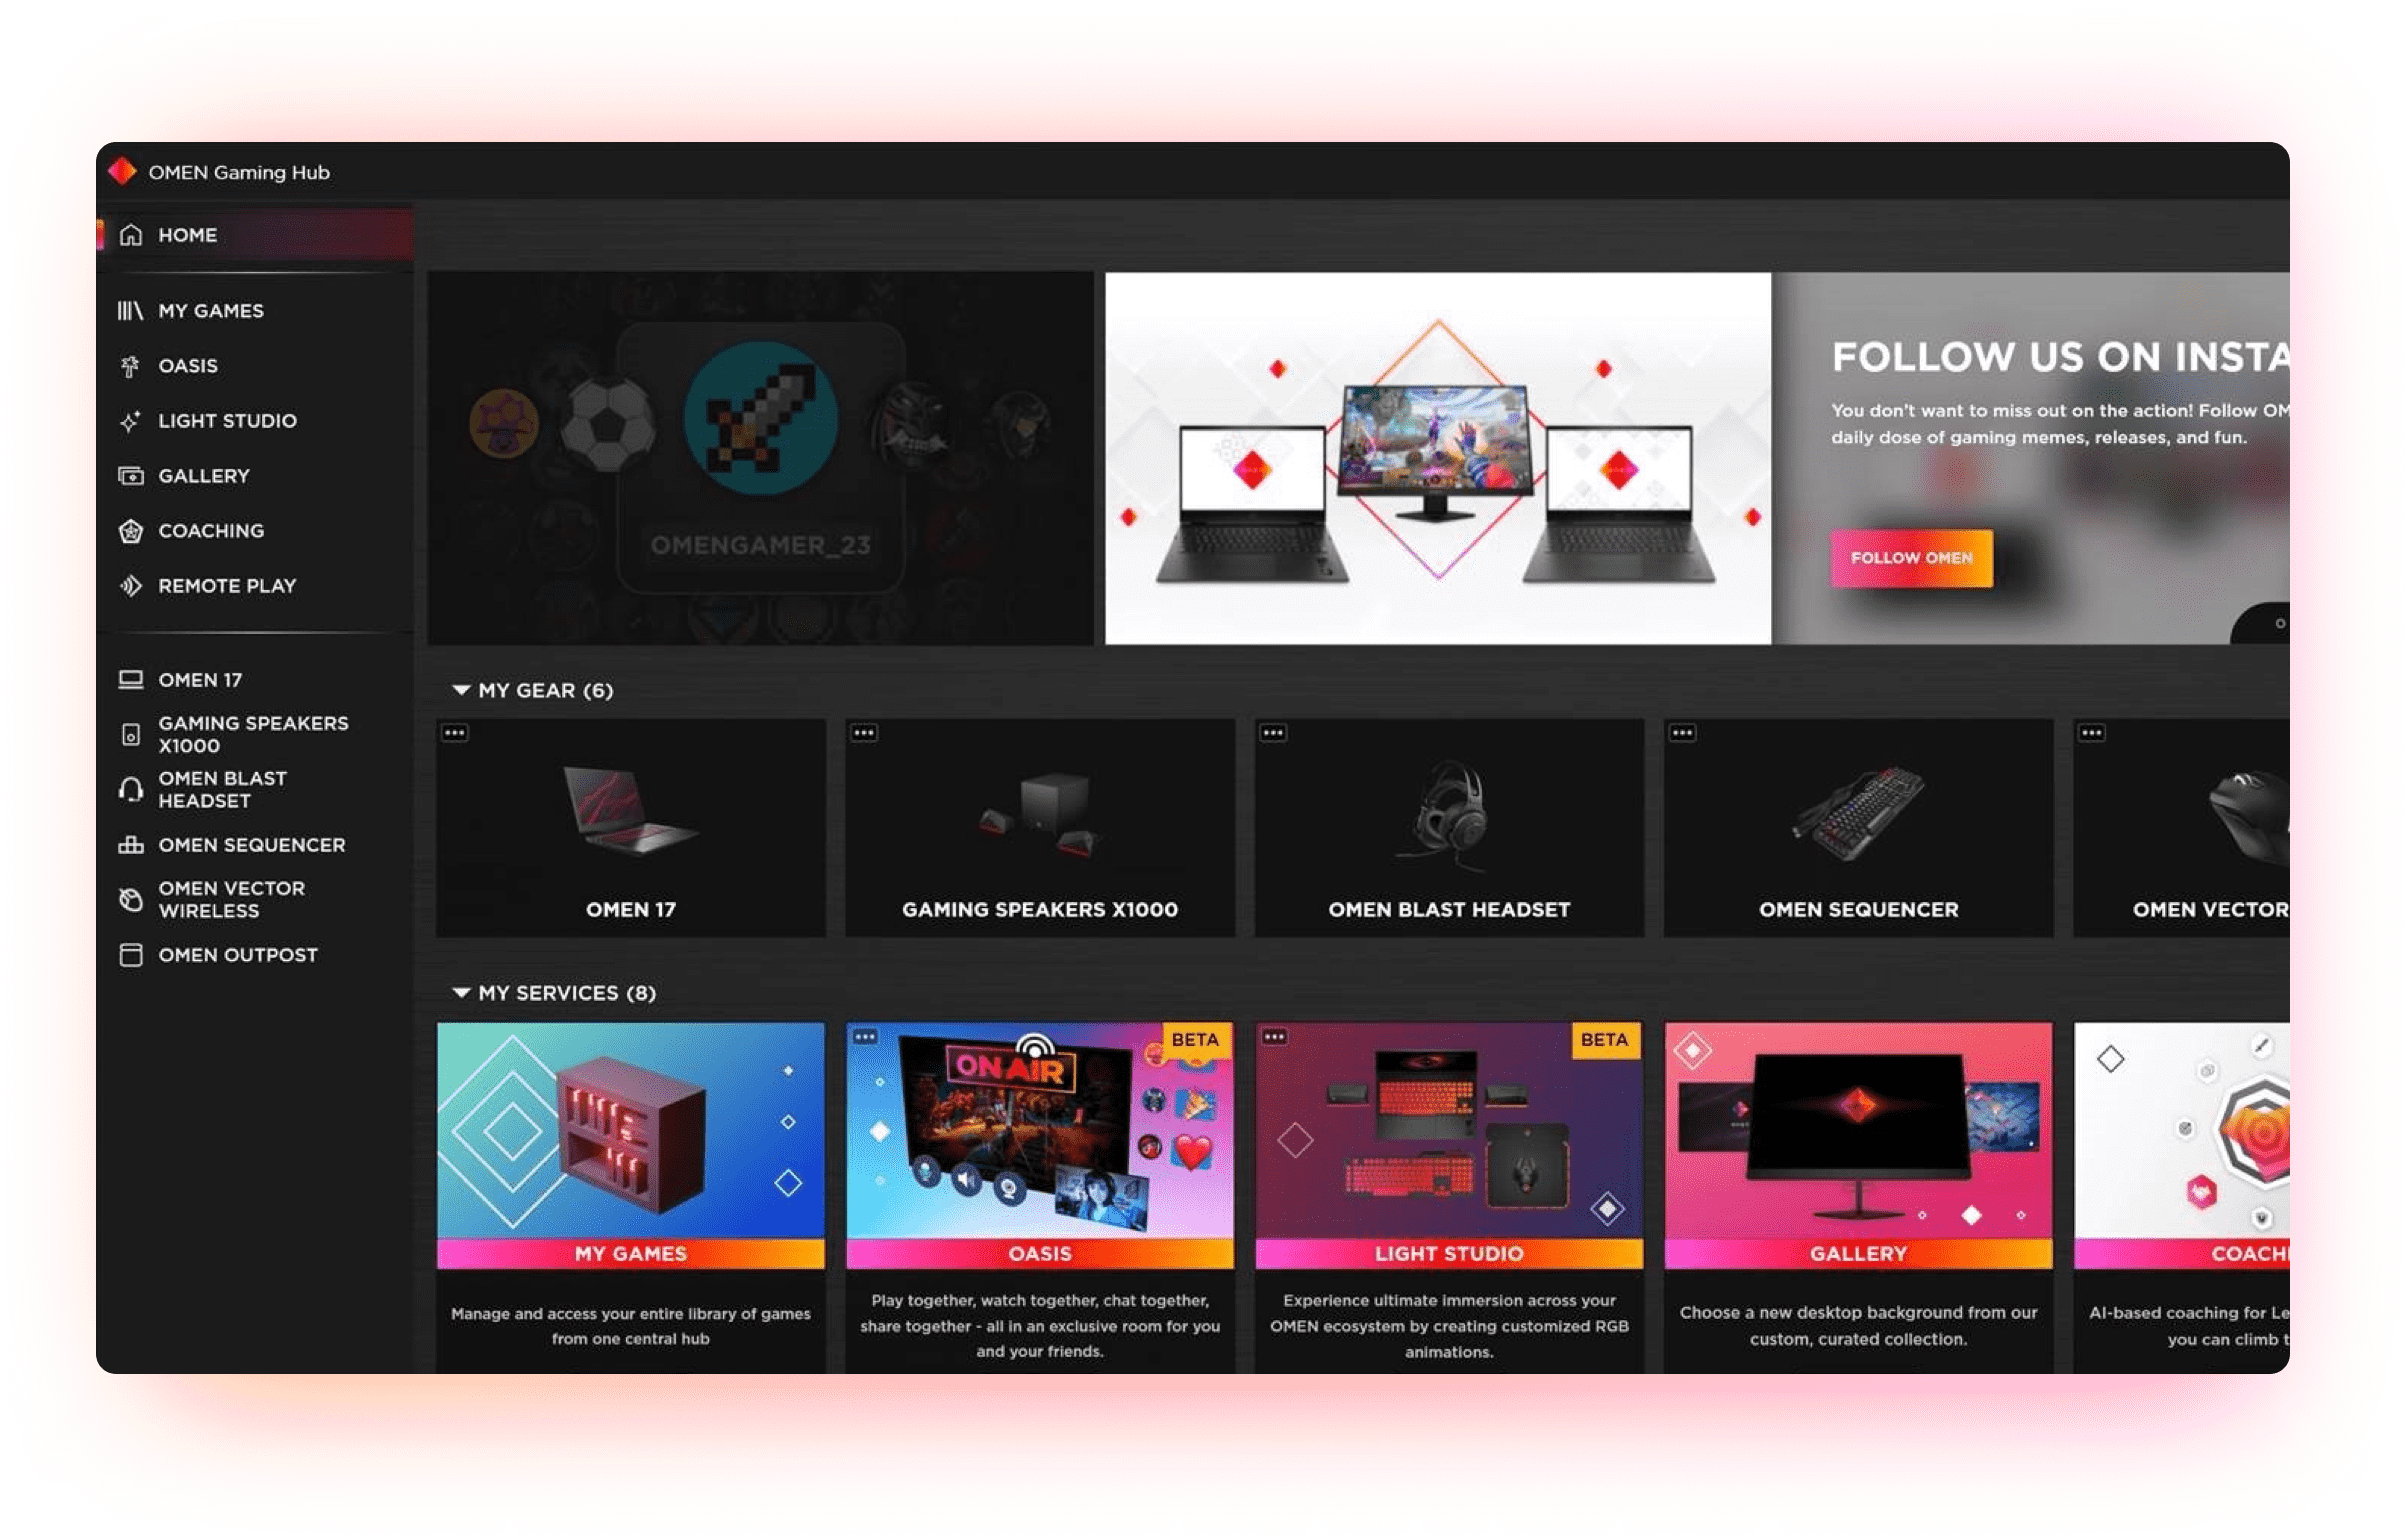 OMEN Gaming Hub
HOME
MY GAMES
OASIS
LIGHT STUDIO
GALLERY
COACHING
REMOTE PLAY
OMEN 17
GAMING SPEAKERS
X1000
OMEN BLAST
HEADSET
OMEN SEQUENCER
OMEN VECTOR
WIRELESS
OMEN OUTPOST
OMENGAMER_23
FOLLOW US ON INSTA
You don't want to miss out on the action! Follow OM
daily dose of gaming memes, releases, and fun.
FOLLOW OMEN
MY GEAR (6)
OMEN 17
GAMING SPEAKERS X1000
OMEN BLAST HEADSET
OMEN SEQUENCER
OMEN VECTOR
MY SERVICES (8)
MY GAMES
Manage and access your entire library of games
from one central hub
BETA
ON AIR
OASIS
Play together, watch together, chat together,
share together - all in an exclusive room for you
and your friends.
BETA
LIGHT STUDIO
Experience ultimate immersion across your
OMEN ecosystem by creating customized RGB
animations.
GALLERY
Choose a new desktop background from our
custom, curated collection.
COACHI
AI-based coaching for Le
you can climb t